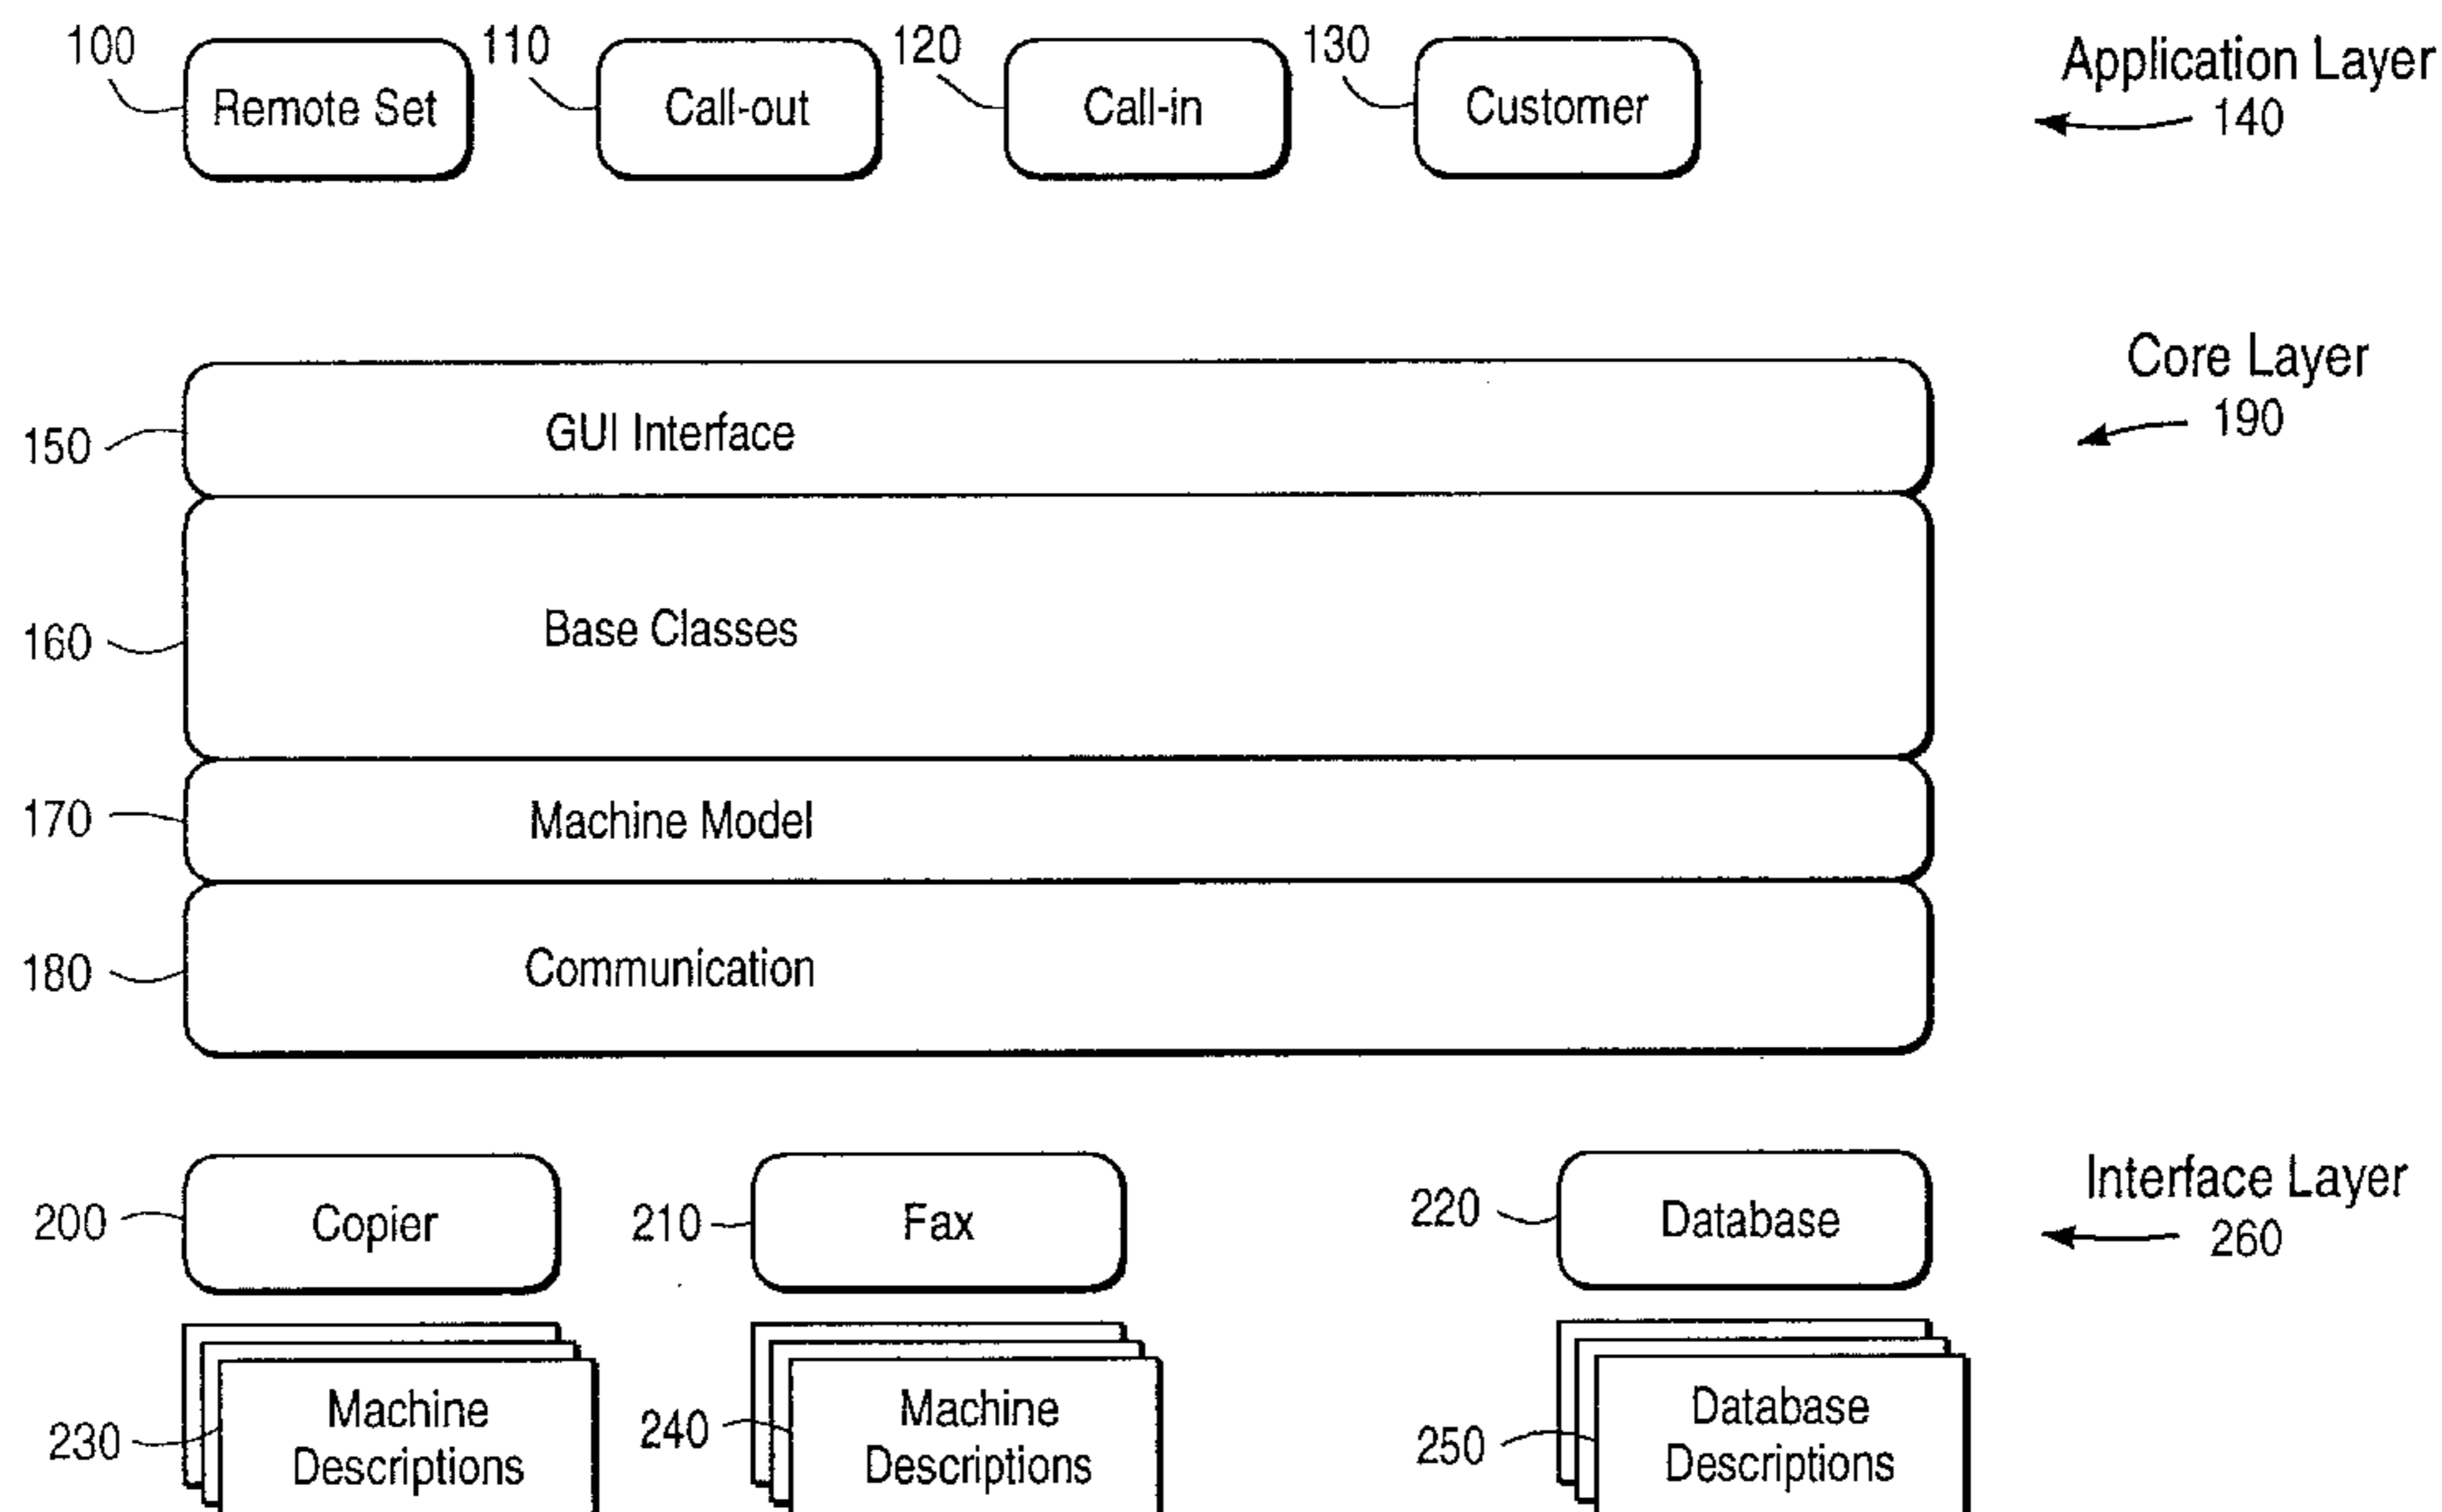 100
Remote Set
110
Call-out
120
Call-in
130
Customer
Application Layer
140
Core Layer
190
150
GUI Interface
160
Base Classes
170
Machine Model
180
Communication
200
Copier
210
Fax
220
Database
Interface Layer
260
230
Machine
Descriptions
240
Machine
Descriptions
250
Database
Descriptions